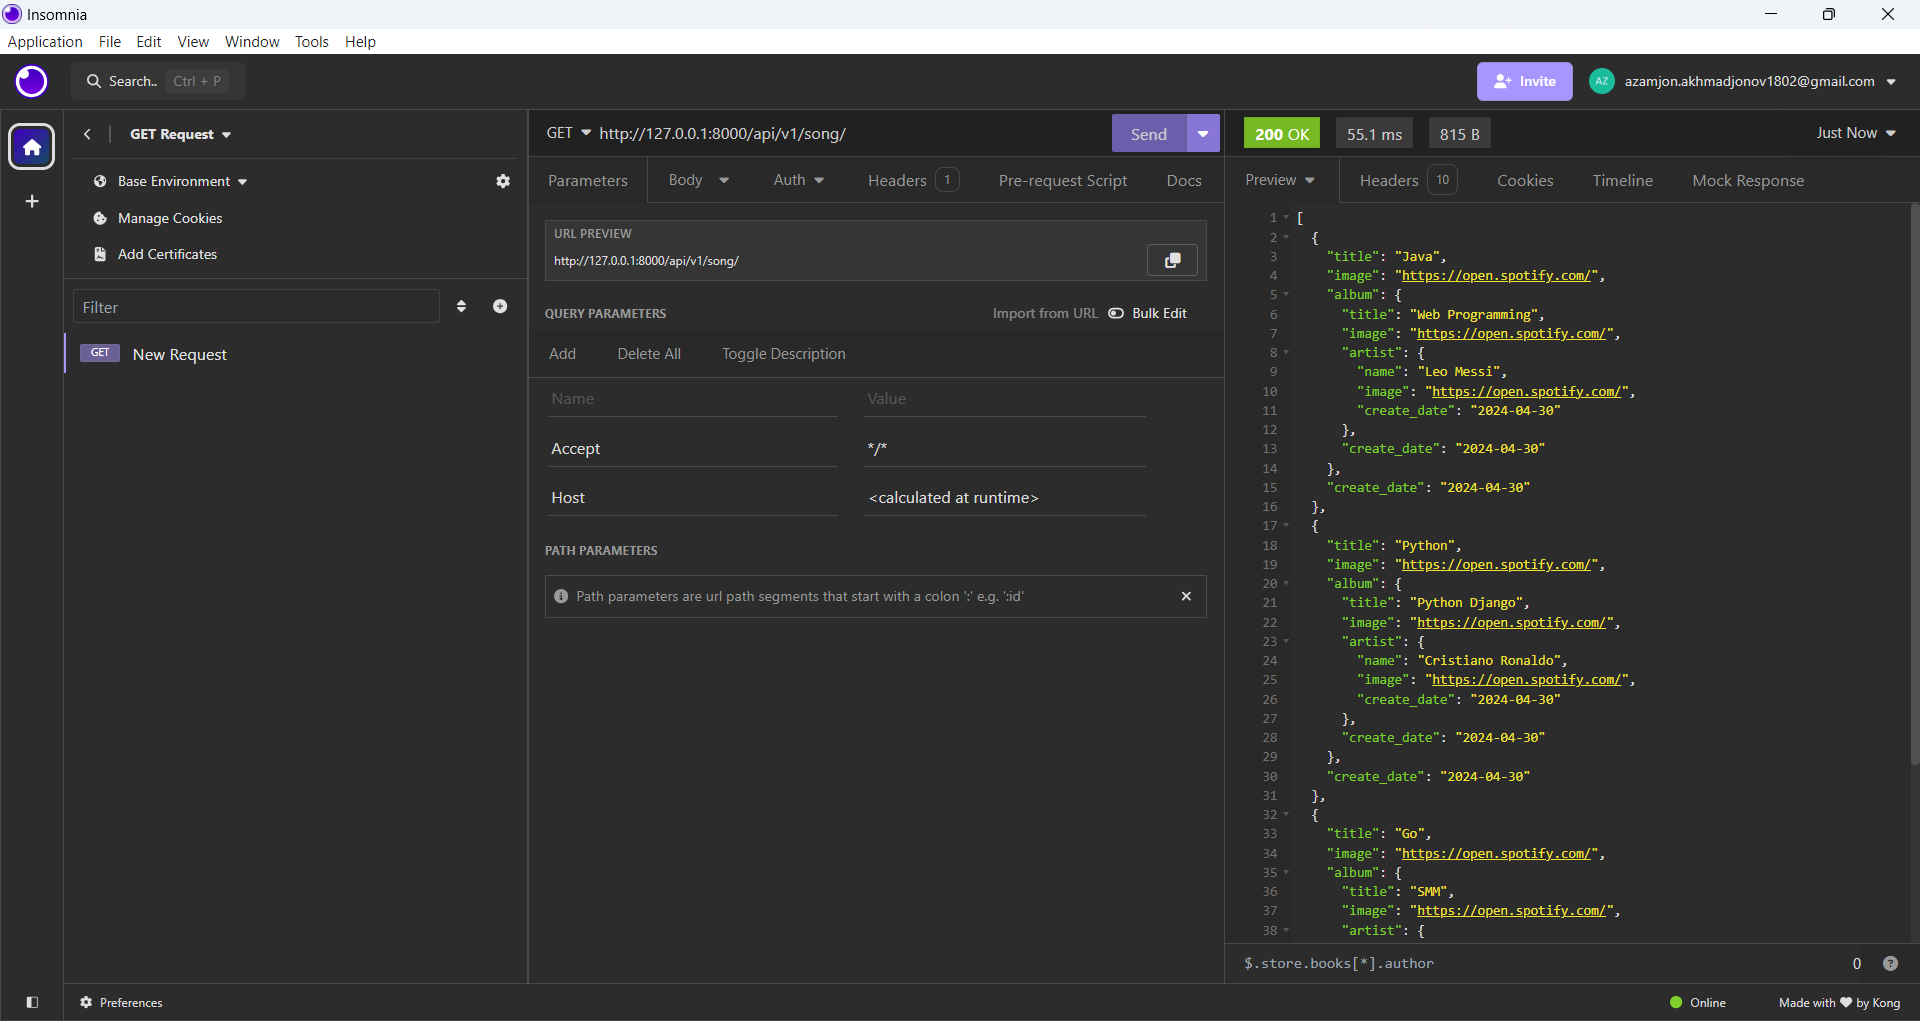 Insomnia
Application File Edit View Window Tools Help
Search.. Ctrl + P
Invite
AZ azamjon.akhmadjonov1802@gmail.com
GET Request
Base Environment
Manage Cookies
Add Certificates
Filter
GET New Request
GET http://127.0.0.1:8000/api/v1/song/ Send
Parameters Body Auth Headers 1 Pre-request Script Docs
URL PREVIEW
http://127.0.0.1:8000/api/v1/song/
QUERY PARAMETERS Import from URL Bulk Edit
Add Delete All Toggle Description
Name Value
Accept */*
Host <calculated at runtime>
PATH PARAMETERS
Path parameters are url path segments that start with a colon ':' e.g. ':id'
200 OK 55.1 ms 815 B Just Now
Preview Headers 10 Cookies Timeline Mock Response
1 [
2 {
3 "title": "Java",
4 "image": "https://open.spotify.com/",
5 "album": {
6 "title": "Web Programming",
7 "image": "https://open.spotify.com/",
8 "artist": {
9 "name": "Leo Messi",
10 "image": "https://open.spotify.com/",
11 "create_date": "2024-04-30"
12 },
13 "create_date": "2024-04-30"
14 },
15 "create_date": "2024-04-30"
16 },
17 {
18 "title": "Python",
19 "image": "https://open.spotify.com/",
20 "album": {
21 "title": "Python Django",
22 "image": "https://open.spotify.com/",
23 "artist": {
24 "name": "Cristiano Ronaldo",
25 "image": "https://open.spotify.com/",
26 "create_date": "2024-04-30"
27 },
28 "create_date": "2024-04-30"
29 },
30 "create_date": "2024-04-30"
31 },
32 {
33 "title": "Go",
34 "image": "https://open.spotify.com/",
35 "album": {
36 "title": "SMM",
37 "image": "https://open.spotify.com/",
38 "artist": {
$.store.books[*].author 0
Preferences
Online Made with ♥ by Kong